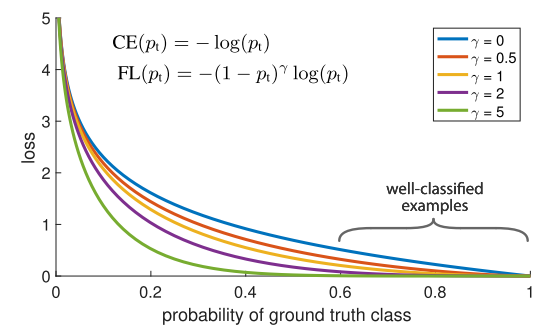 CE(pt) = − log(pt)
FL(pt) = −(1 − pt)γ log(pt)
γ = 0
γ = 0.5
γ = 1
γ = 2
γ = 5
well-classified
examples
loss
5
4
3
2
1
0
0
0.2
0.4
0.6
0.8
1
probability of ground truth class